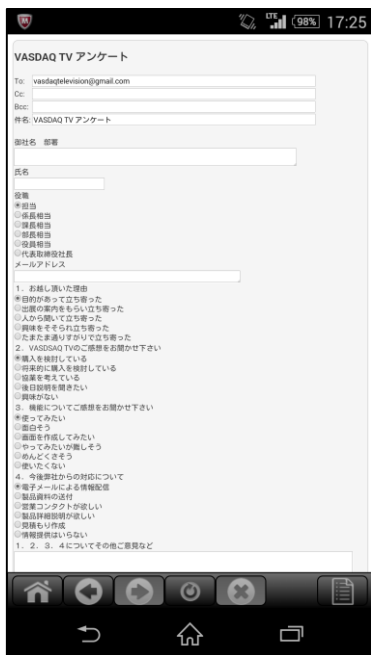 LTE 98% 17:25
VASDAQ TV アンケート
To: vasdaqtelevision@gmail.com
Cc:
Bcc:
件名: VASDAQ TV アンケート
御社名 部署
氏名
役職
担当
係長相当
課長相当
部長相当
役員相当
代表取締役社長
メールアドレス
1. お越し頂いた理由
目的があって立ち寄った
出展の案内をもらい立ち寄った
人から聞いて立ち寄った
興味をそそられ立ち寄った
たまたま通りすがりで立ち寄った
2. VASDSAQ TVのご感想をお聞かせ下さい
購入を検討している
将来的に購入を検討している
協業を考えている
後日説明を聞きたい
興味がない
3. 機能についてご感想をお聞かせ下さい
使ってみたい
面白そう
画面を作成してみたい
やってみたいが難しそう
めんどくさそう
使いたくない
4. 今後弊社からの対応について
電子メールによる情報配信
製品資料の送付
営業コンタクトが欲しい
製品詳細説明が欲しい
見積もり作成
情報提供はいらない
1. 2. 3. 4についてその他ご意見など